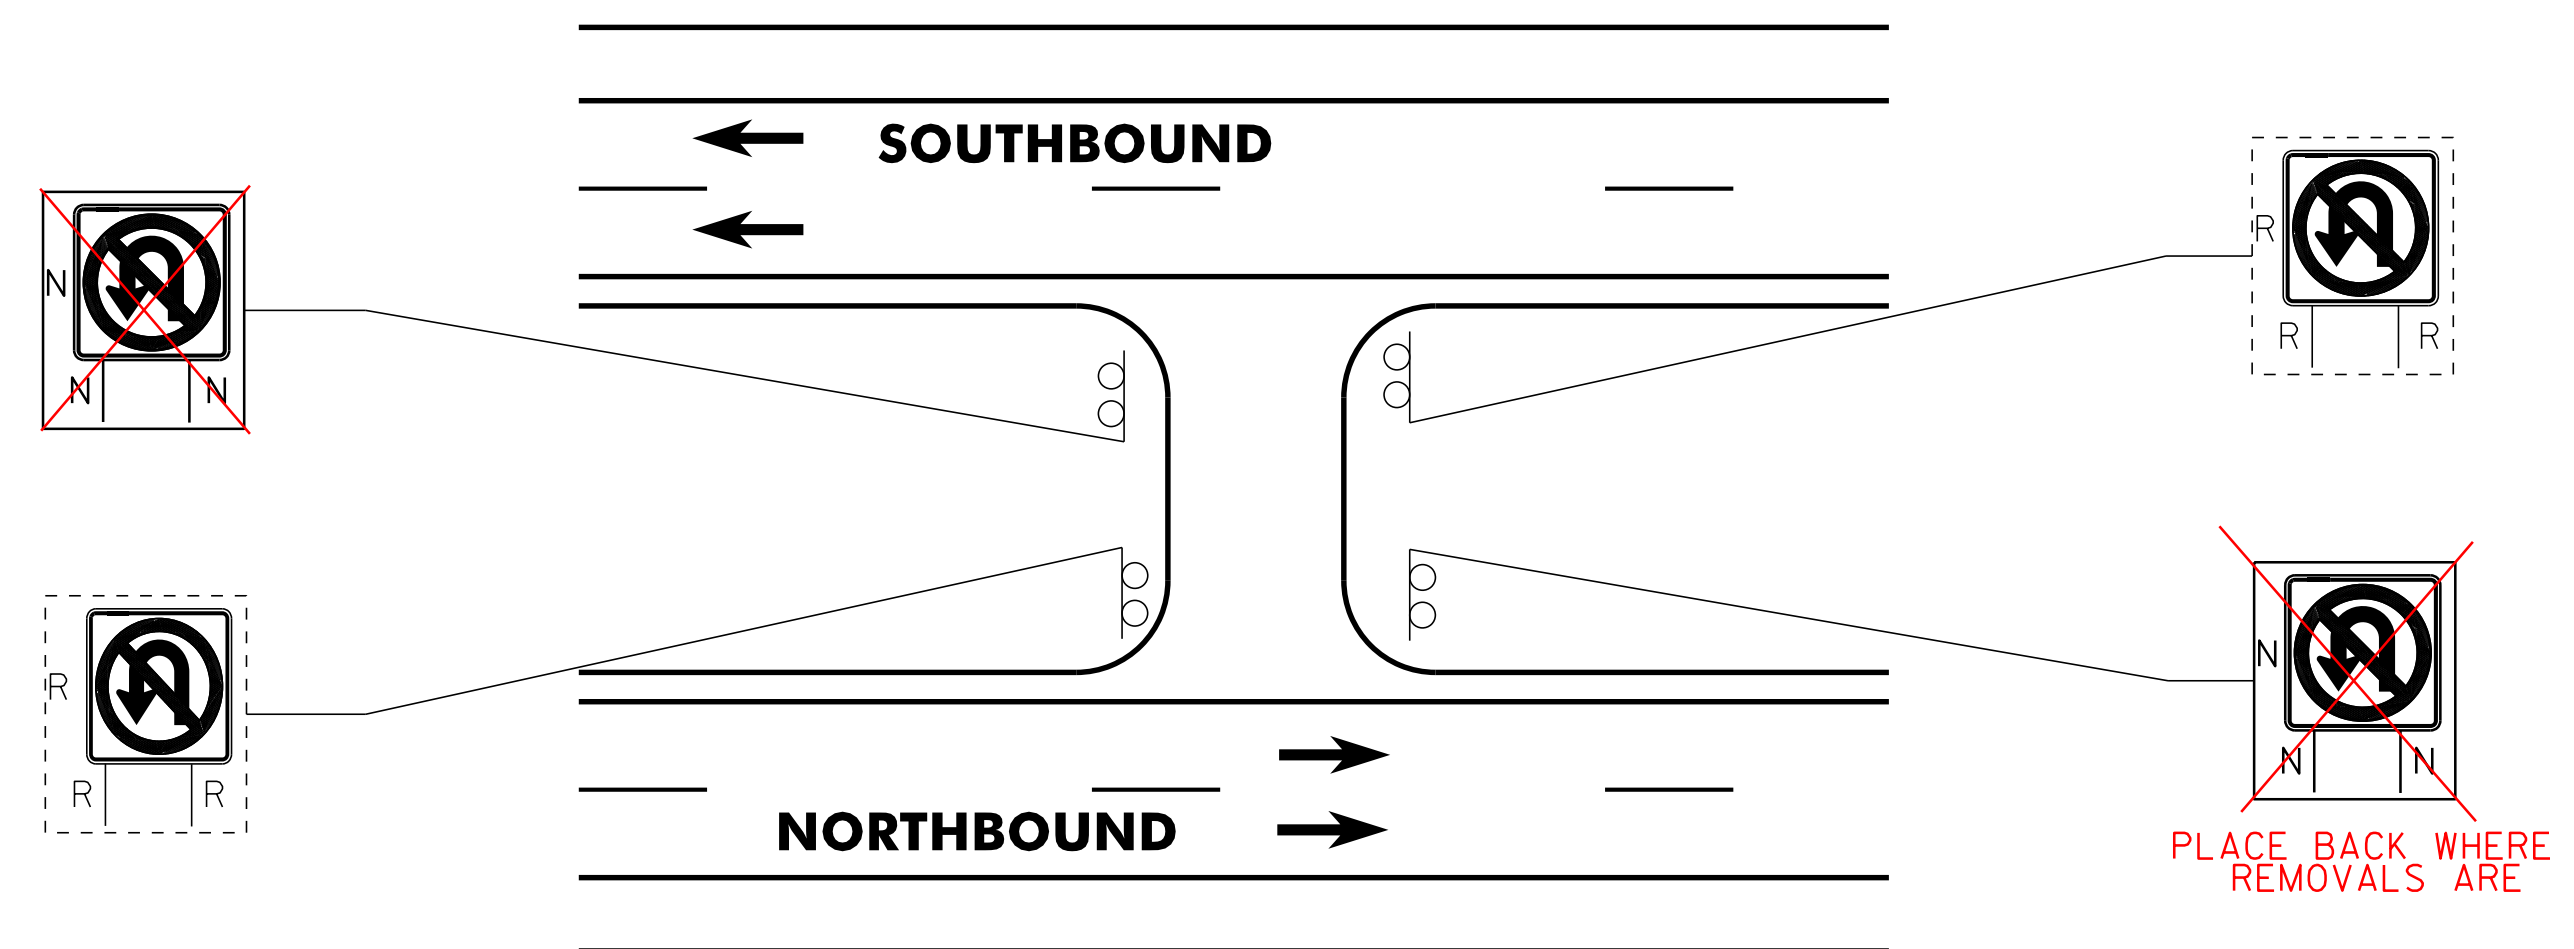 SOUTHBOUND
N
N N
R
R R
R
R R
N
N N
NORTHBOUND
PLACE BACK WHERE
REMOVALS ARE